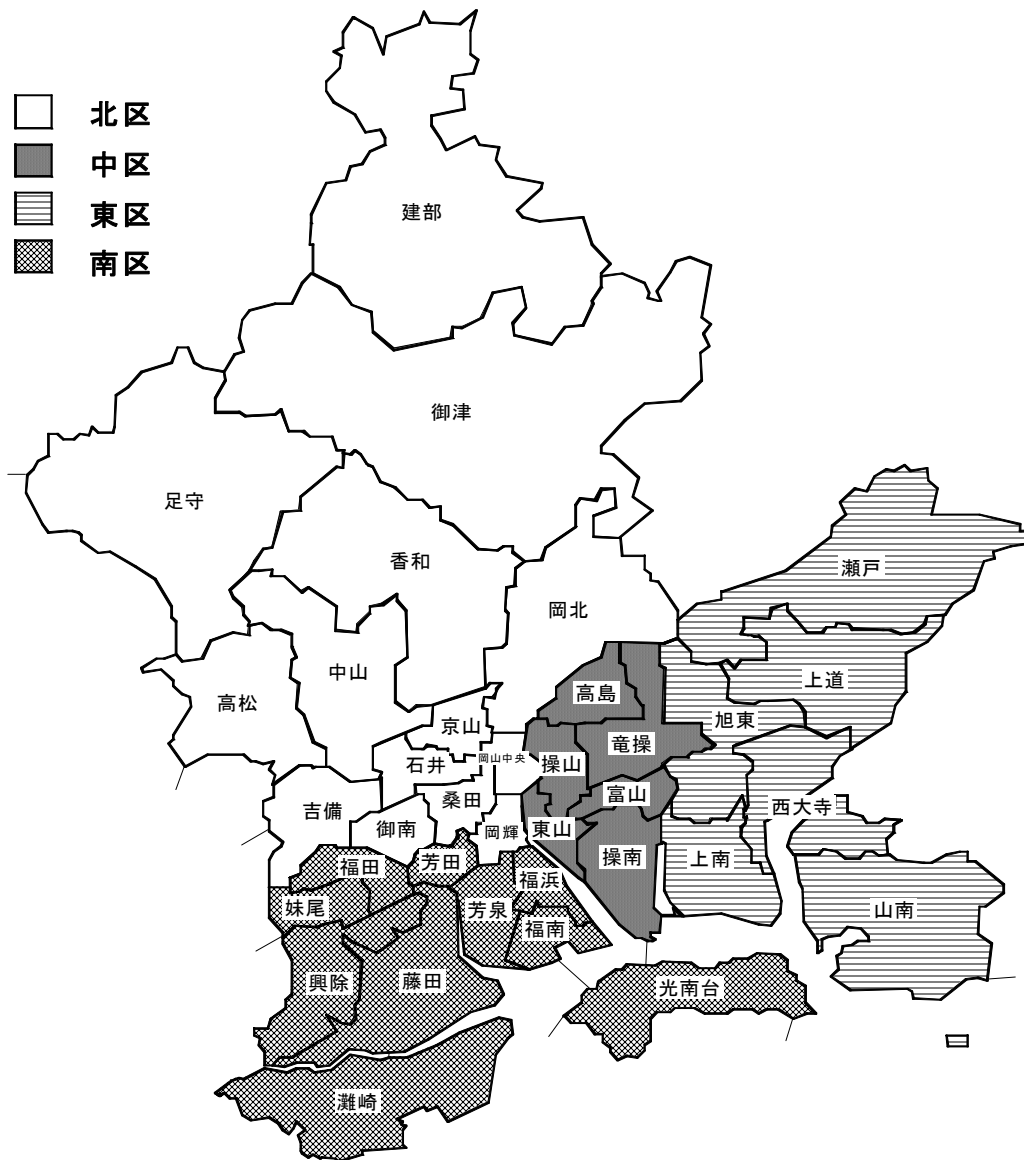 北区
中区
東区
南区
建部
御津
足守
香和
瀬戸
岡北
中山
上道
高島
高松
旭東
京山
竜操
岡山中央
石井
操山
富山
桑田
吉備
西大寺
御南
岡輝
東山
操南
上南
芳田
福田
福浜
妹尾
芳泉
山南
福南
興除
藤田
光南台
灘崎